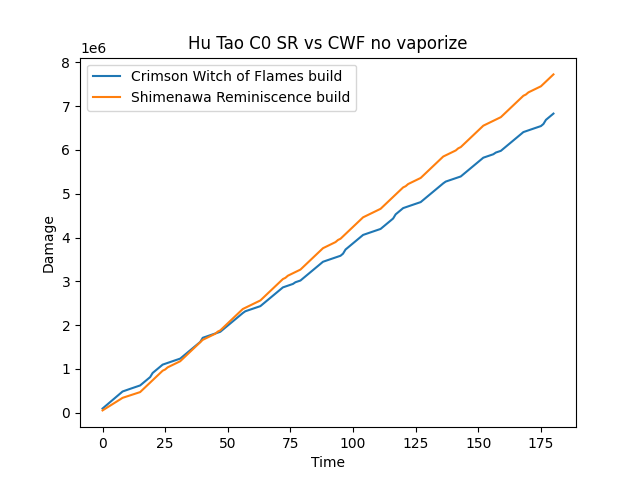 Hu Tao C0 SR vs CWF no vaporize
1e6
Crimson Witch of Flames build
Shimenawa Reminiscence build
8
7
6
5
4
3
2
1
0
Damage
0 25 50 75 100 125 150 175
Time